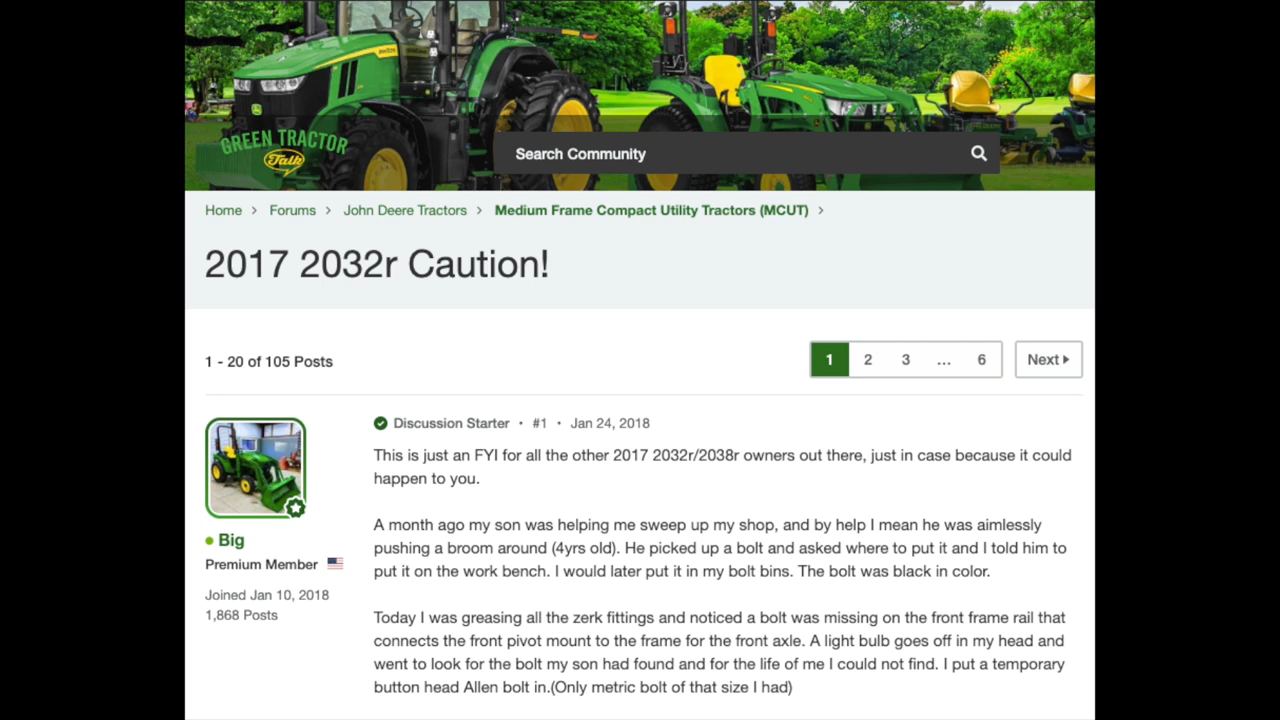 GREEN TRACTOR
Talk
Search Community
Home > Forums > John Deere Tractors > Medium Frame Compact Utility Tractors (MCUT) >
2017 2032r Caution!
1 - 20 of 105 Posts
1 2 3 ... 6 Next
Discussion Starter • #1 • Jan 24, 2018
This is just an FYI for all the other 2017 2032r/2038r owners out there, just in case because it could
happen to you.
A month ago my son was helping me sweep up my shop, and by help I mean he was aimlessly
pushing a broom around (4yrs old). He picked up a bolt and asked where to put it and I told him to
put it on the work bench. I would later put it in my bolt bins. The bolt was black in color.
Today I was greasing all the zerk fittings and noticed a bolt was missing on the front frame rail that
connects the front pivot mount to the frame for the front axle. A light bulb goes off in my head and
went to look for the bolt my son had found and for the life of me I could not find. I put a temporary
button head Allen bolt in.(Only metric bolt of that size I had)
Big
Premium Member
Joined Jan 10, 2018
1,868 Posts